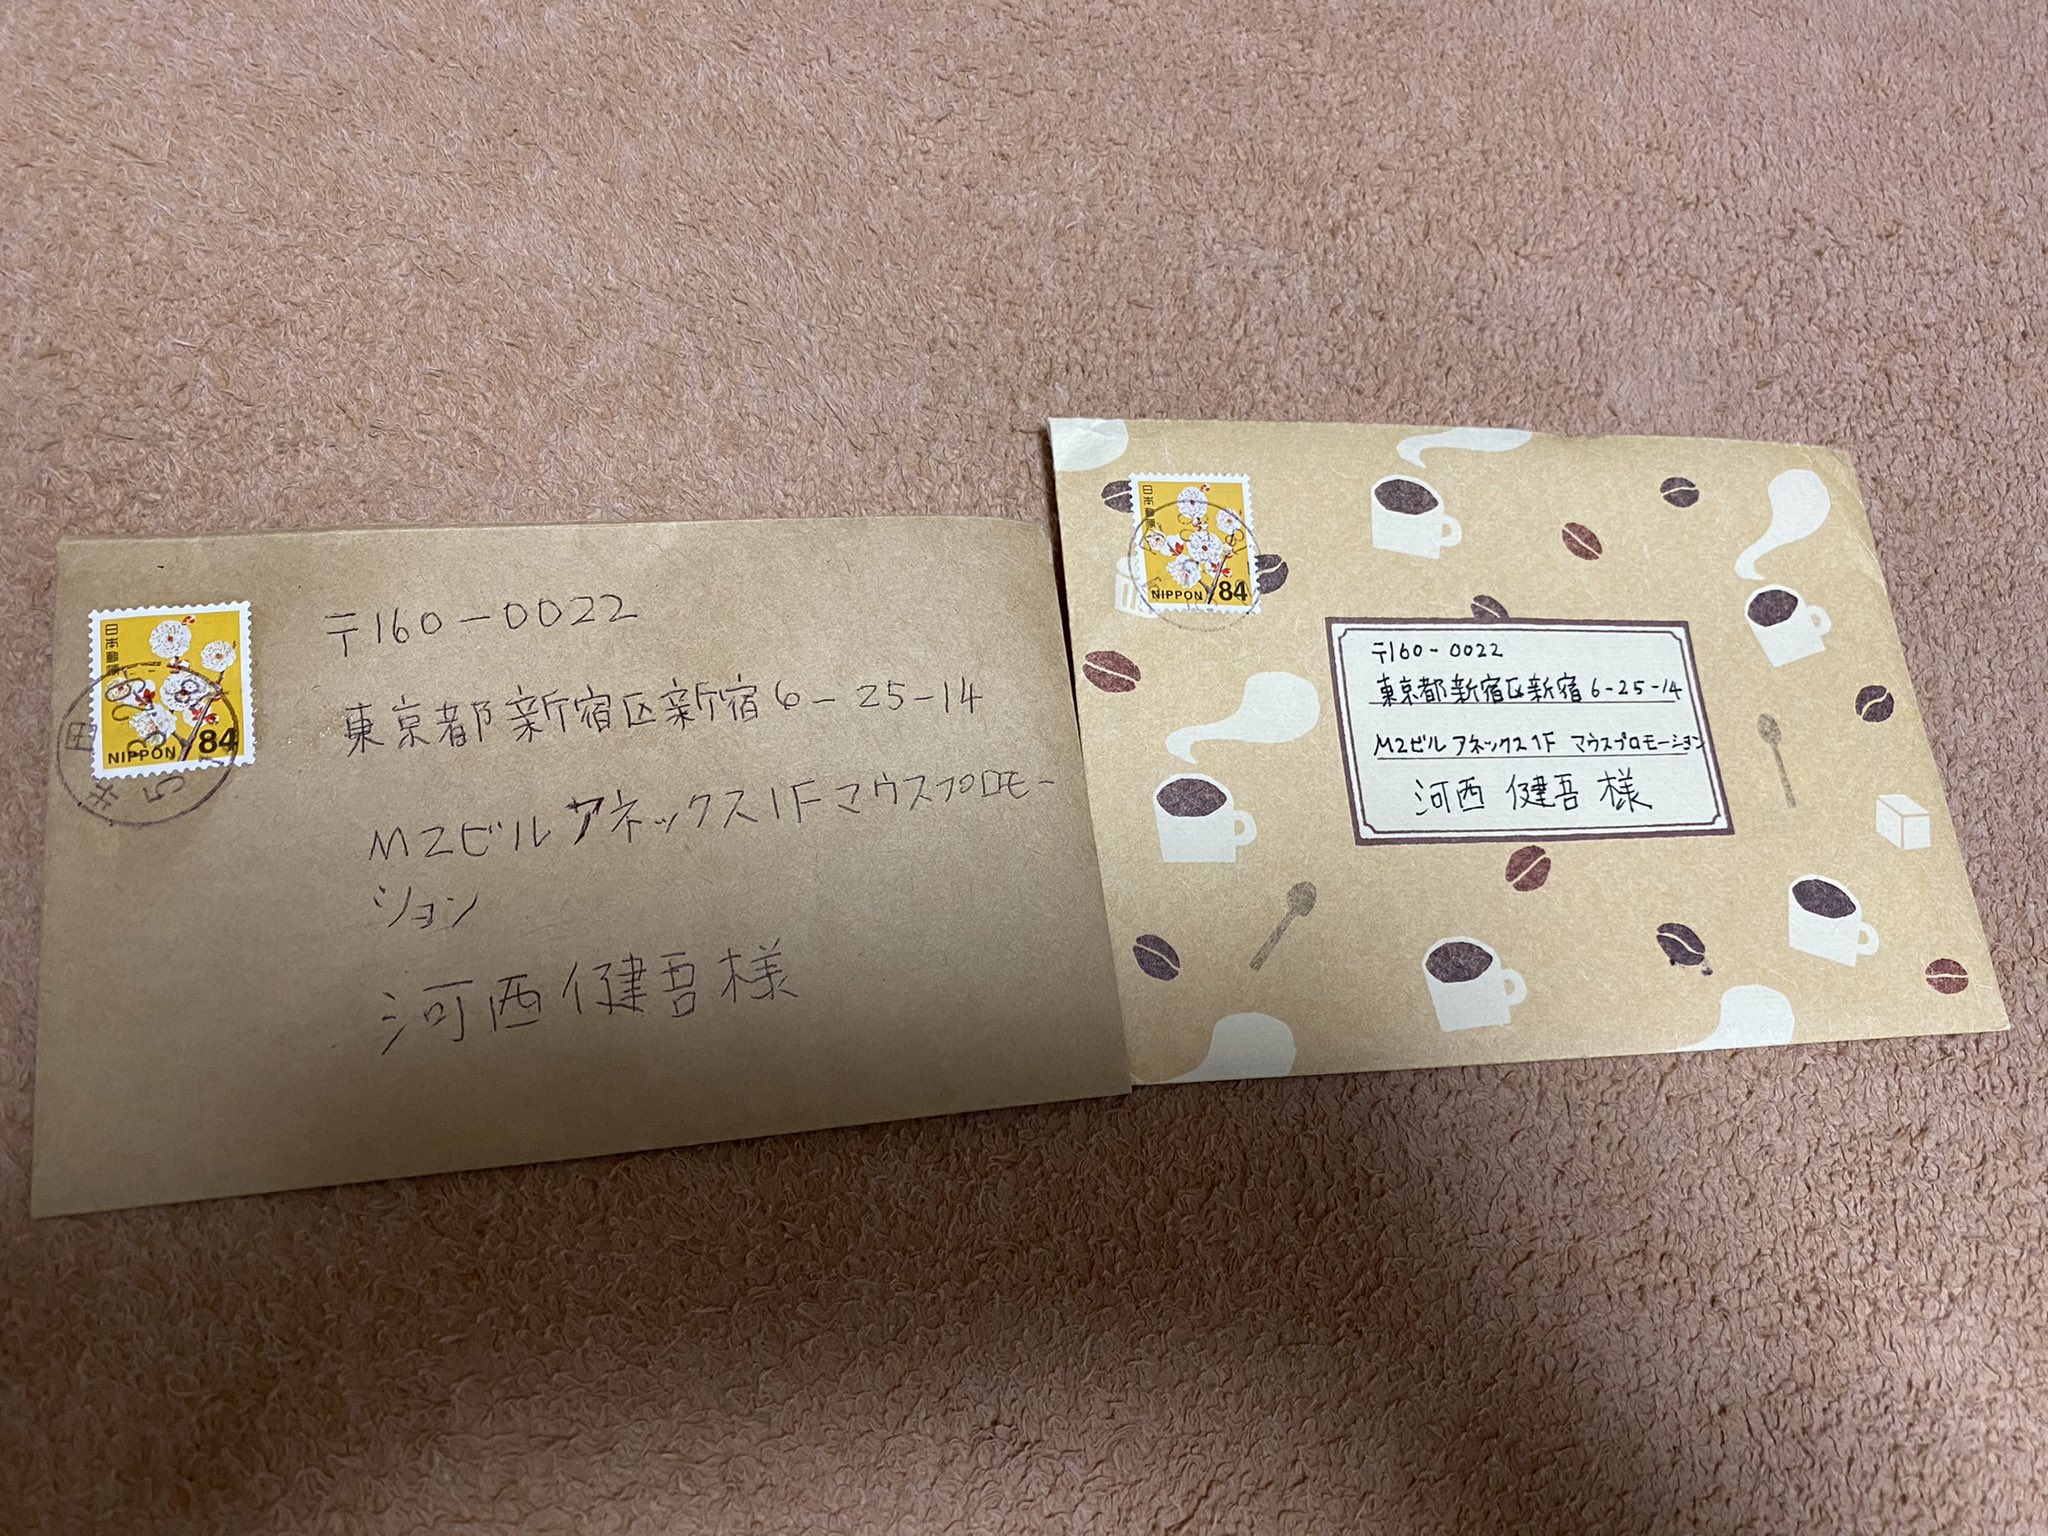 日本郵便
NIPPON 84
〒160-0022
東京都新宿区新宿6-25-14
M2ビルアネックス1Fマウスプロモー
ション
河西健吾様
日本郵便
NIPPON 84
〒160-0022
東京都新宿区新宿6-25-14
M2ビル アネックス1F マウスプロモーション
河西 健吾 様